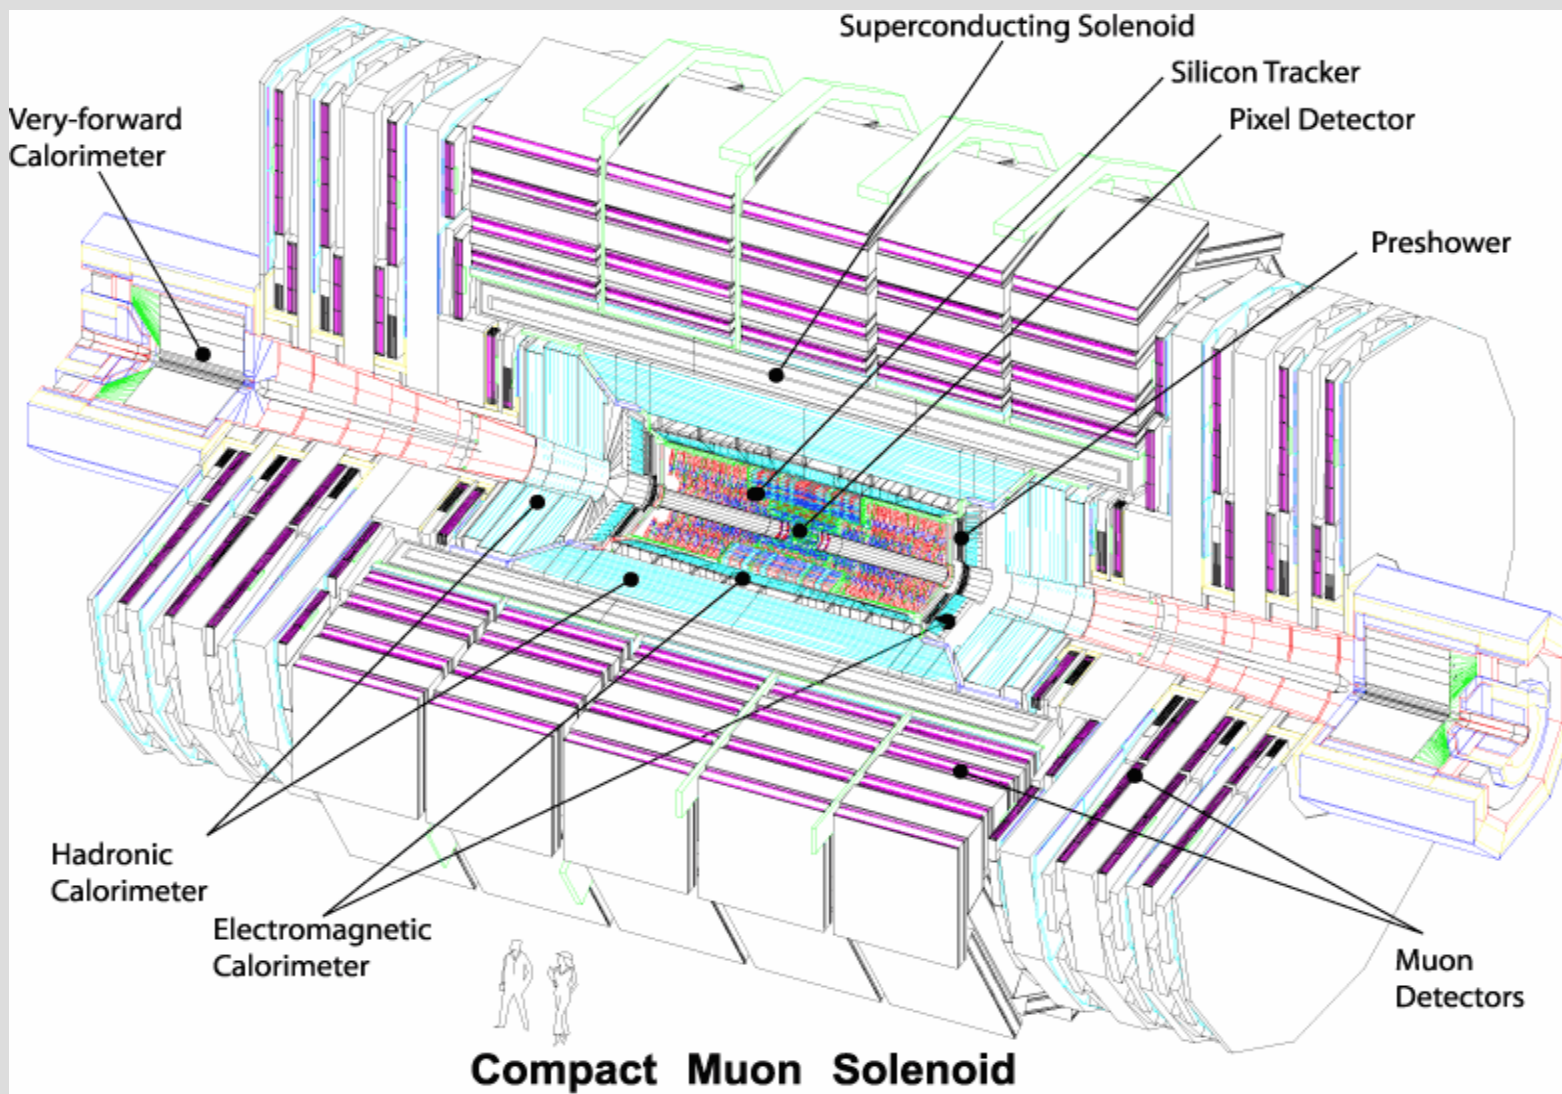 Superconducting Solenoid
Silicon Tracker
Pixel Detector
Very-forward
Calorimeter
Preshower
Hadronic
Calorimeter
Electromagnetic
Calorimeter
Muon
Detectors
Compact Muon Solenoid